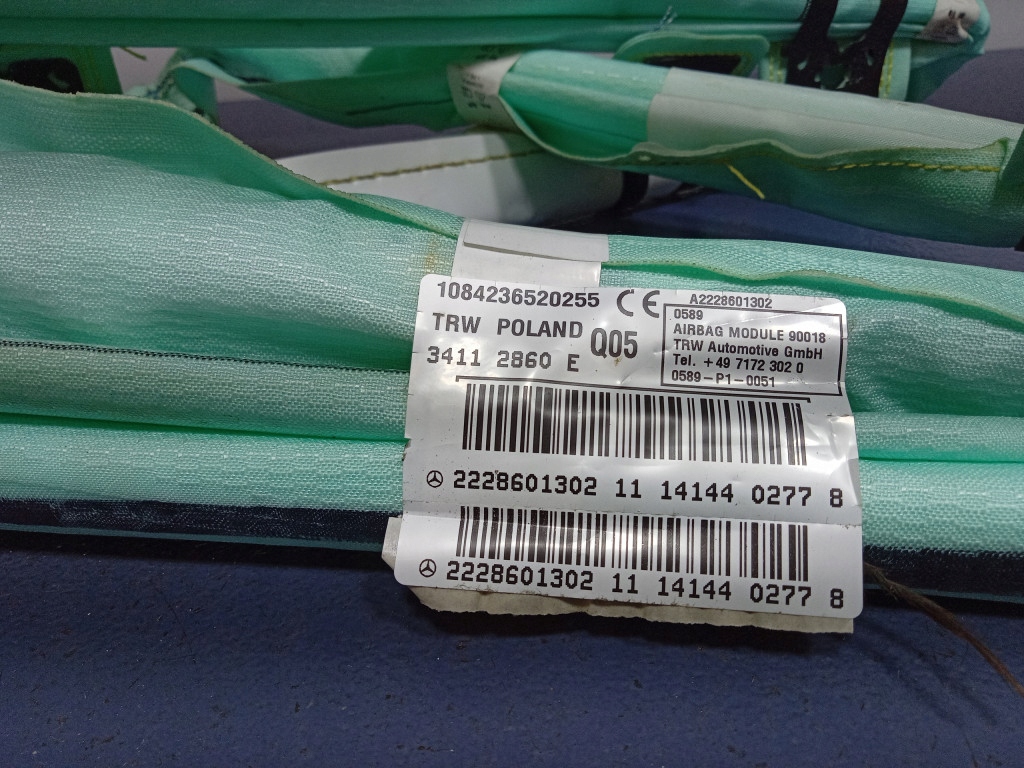 1084236520255 CE
TRW POLAND Q05
3411 2860 E
A2228601302
0589
AIRBAG MODULE 90018
TRW Automotive GmbH
Tel. +49 7172 302 0
0589-P1-0051
2228601302 11 14144 0277 8
2228601302 11 14144 0277 8